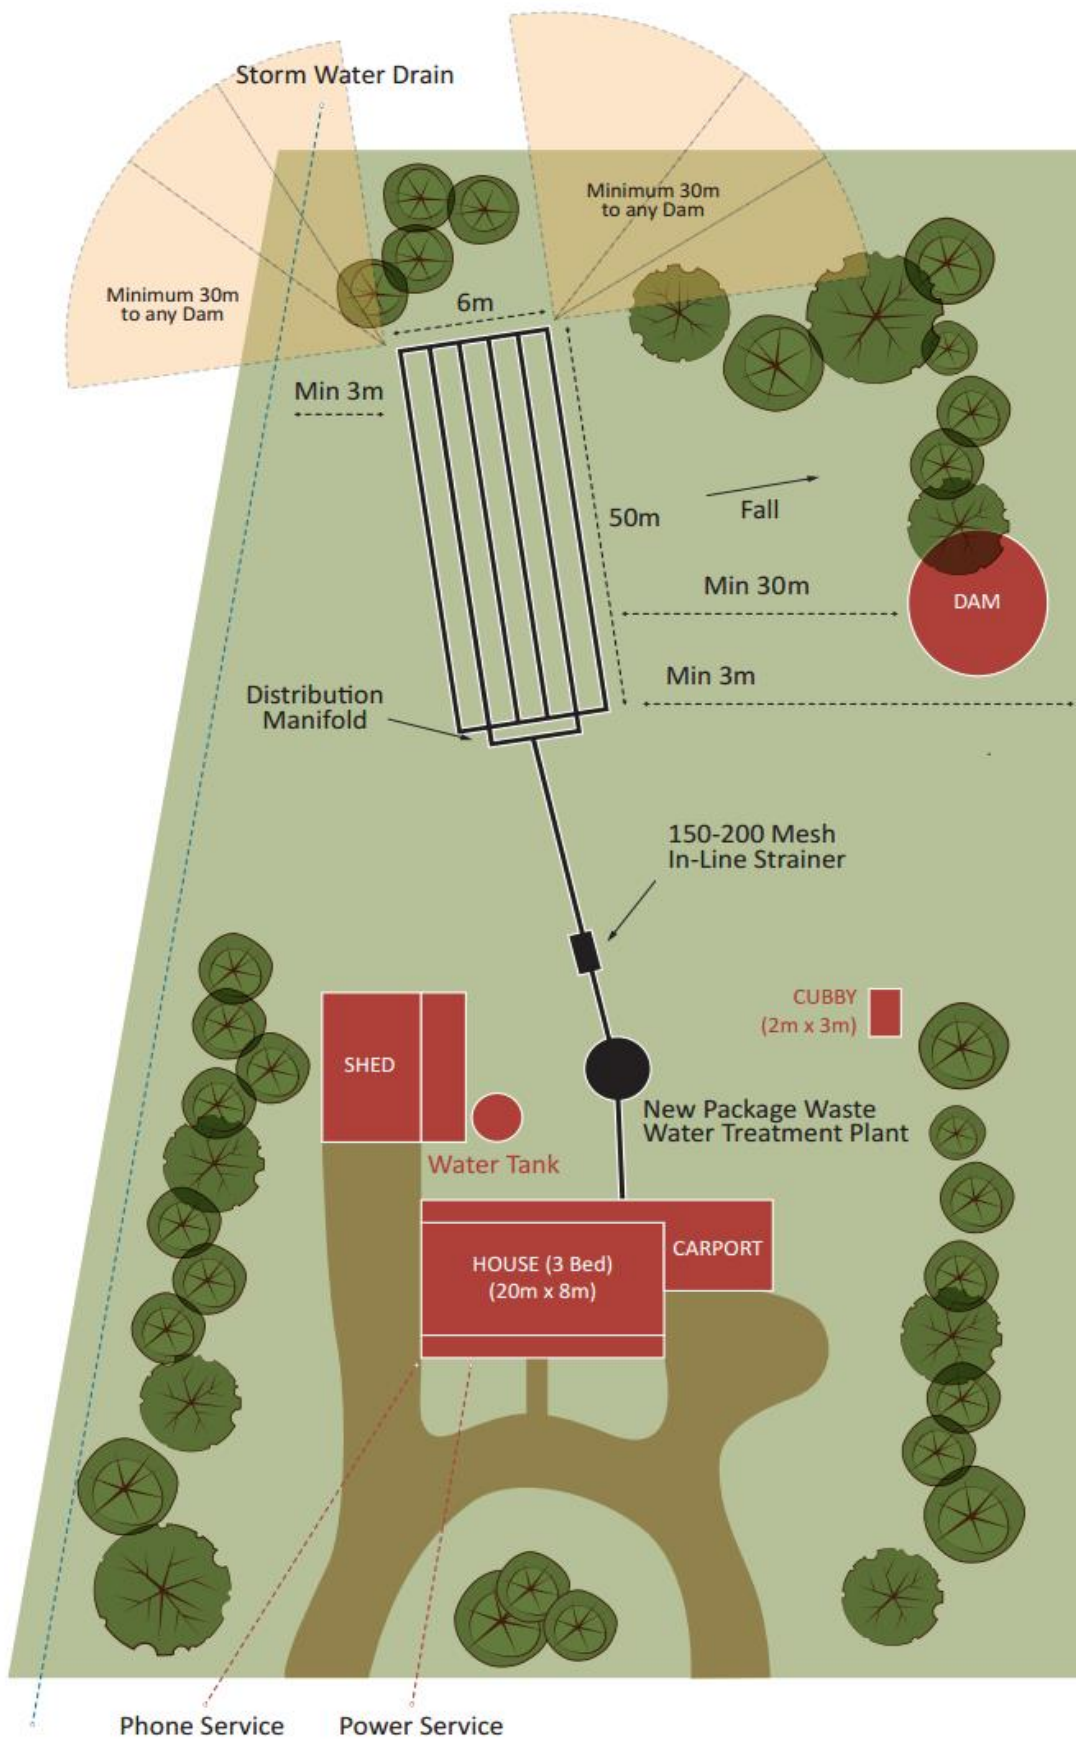 Storm Water Drain
Minimum 30m
to any Dam
Minimum 30m
to any Dam
6m
Min 3m
50m
Fall
Min 30m
DAM
Min 3m
Distribution
Manifold
150-200 Mesh
In-Line Strainer
CUBBY
(2m x 3m)
SHED
New Package Waste
Water Treatment Plant
Water Tank
CARPORT
HOUSE (3 Bed)
(20m x 8m)
Phone Service
Power Service